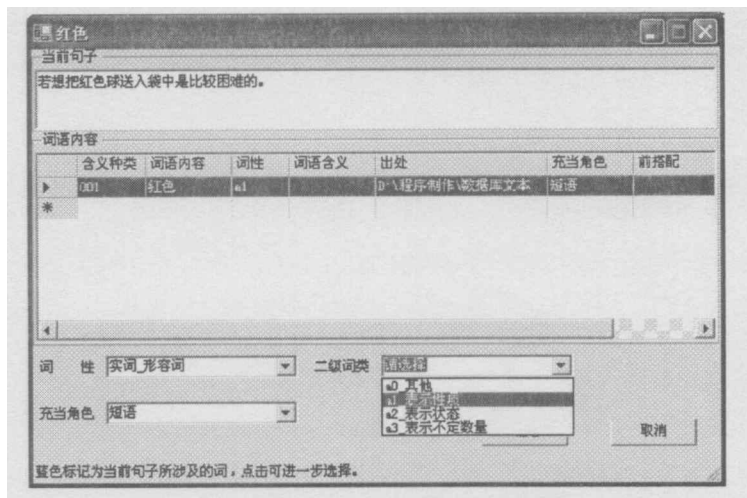 红色
当前句子
若想把红色球送入袋中是比较困难的。
词语内容
含义种类 词语内容 词性 词语含义 出处 充当角色 前搭配
001 红色 a1 D:\程序制作\数据库文本 短语
词 性 实词_形容词 二级词类 请选择
a0_其他
a1_表示性质
a2_表示状态
a3_表示不定数量
充当角色 短语
取消
蓝色标记为当前句子所涉及的词，点击可进一步选择。